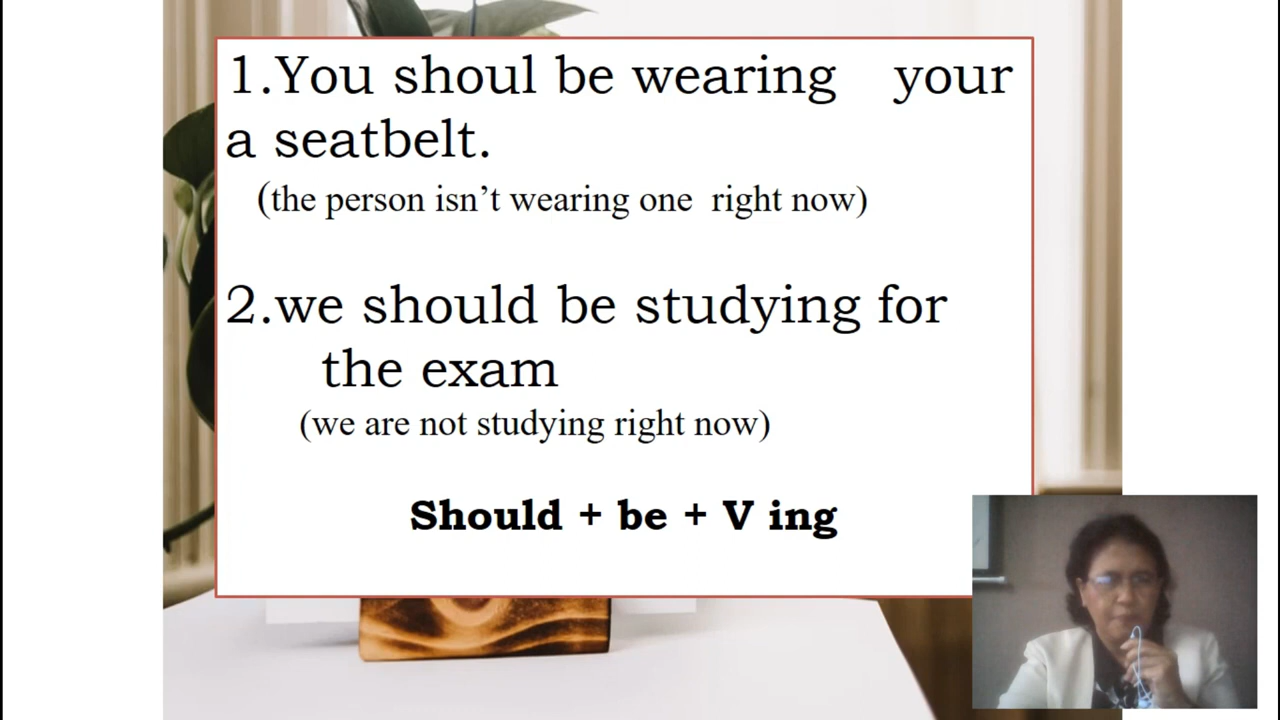 1.You shoul be wearing your
a seatbelt.
(the person isn't wearing one right now)
2.we should be studying for
the exam
(we are not studying right now)
Should + be + V ing